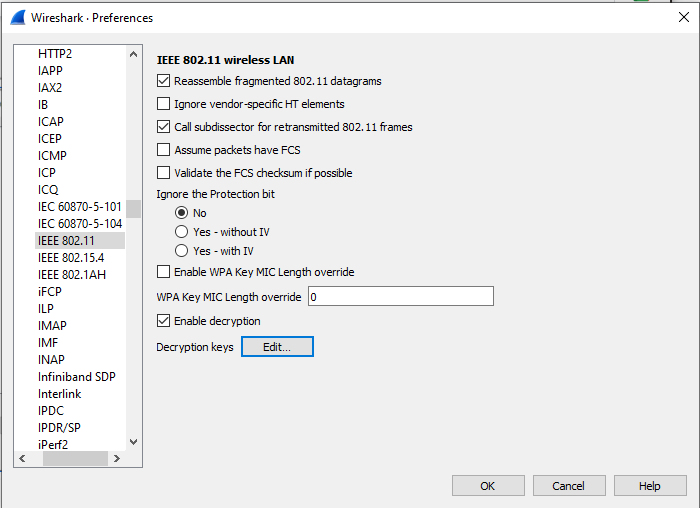 Wireshark · Preferences
HTTP2
IAPP
IAX2
IB
ICAP
ICEP
ICMP
ICP
ICQ
IEC 60870-5-101
IEC 60870-5-104
IEEE 802.11
IEEE 802.15.4
IEEE 802.1AH
iFCP
ILP
IMAP
IMF
INAP
Infiniband SDP
Interlink
IPDC
IPDR/SP
iPerf2
IEEE 802.11 wireless LAN
Reassemble fragmented 802.11 datagrams
Ignore vendor-specific HT elements
Call subdissector for retransmitted 802.11 frames
Assume packets have FCS
Validate the FCS checksum if possible
Ignore the Protection bit
No
Yes - without IV
Yes - with IV
Enable WPA Key MIC Length override
WPA Key MIC Length override 0
Enable decryption
Decryption keys Edit...
OK Cancel Help